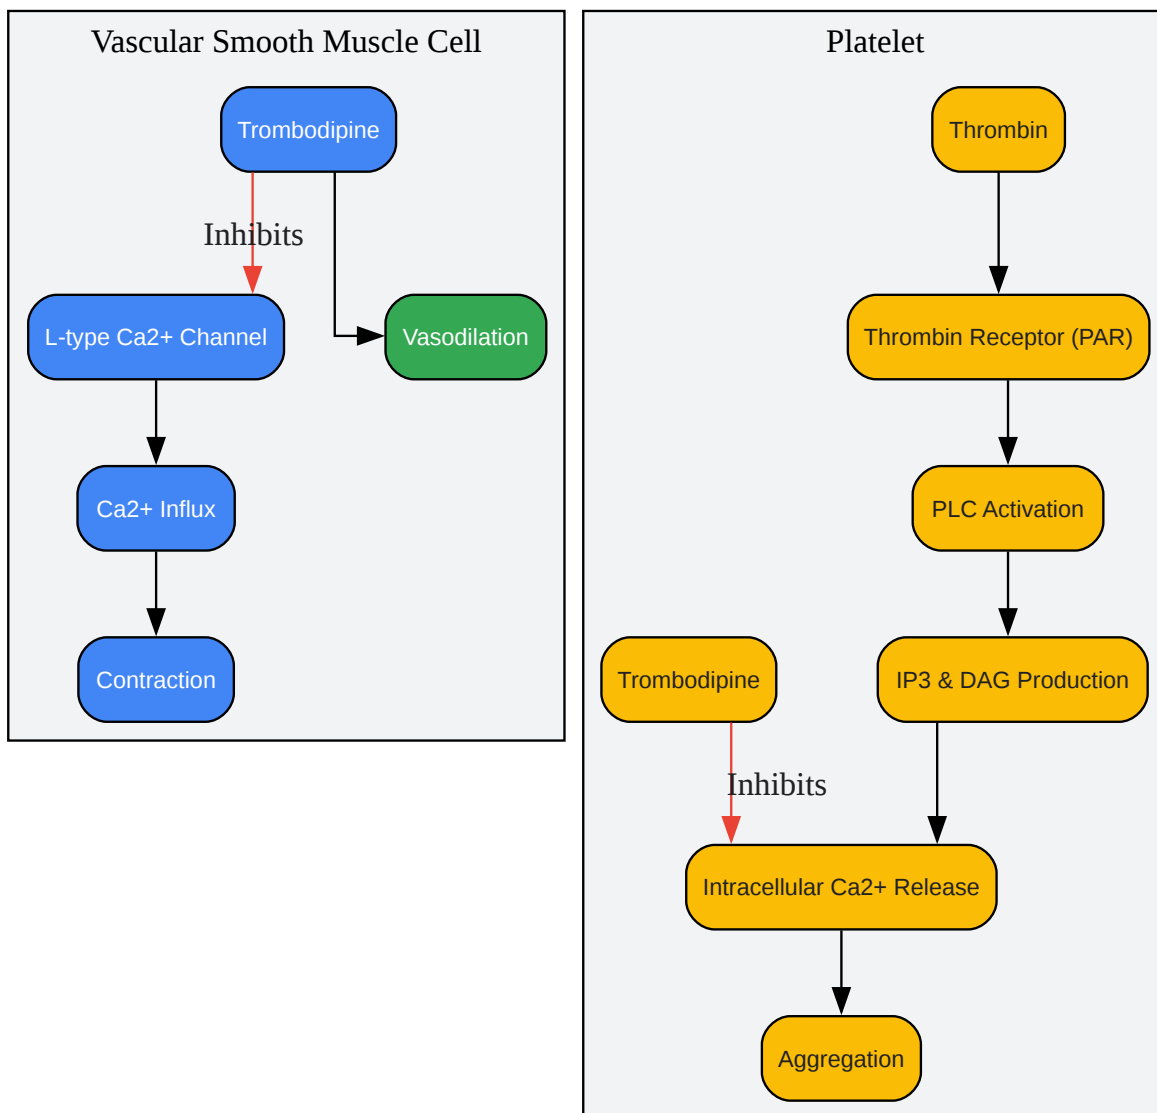 Vascular Smooth Muscle Cell
Trombodipine
Inhibits
L-type Ca2+ Channel
Vasodilation
Ca2+ Influx
Contraction
Platelet
Thrombin
Thrombin Receptor (PAR)
PLC Activation
Trombodipine
IP3 & DAG Production
Inhibits
Intracellular Ca2+ Release
Aggregation